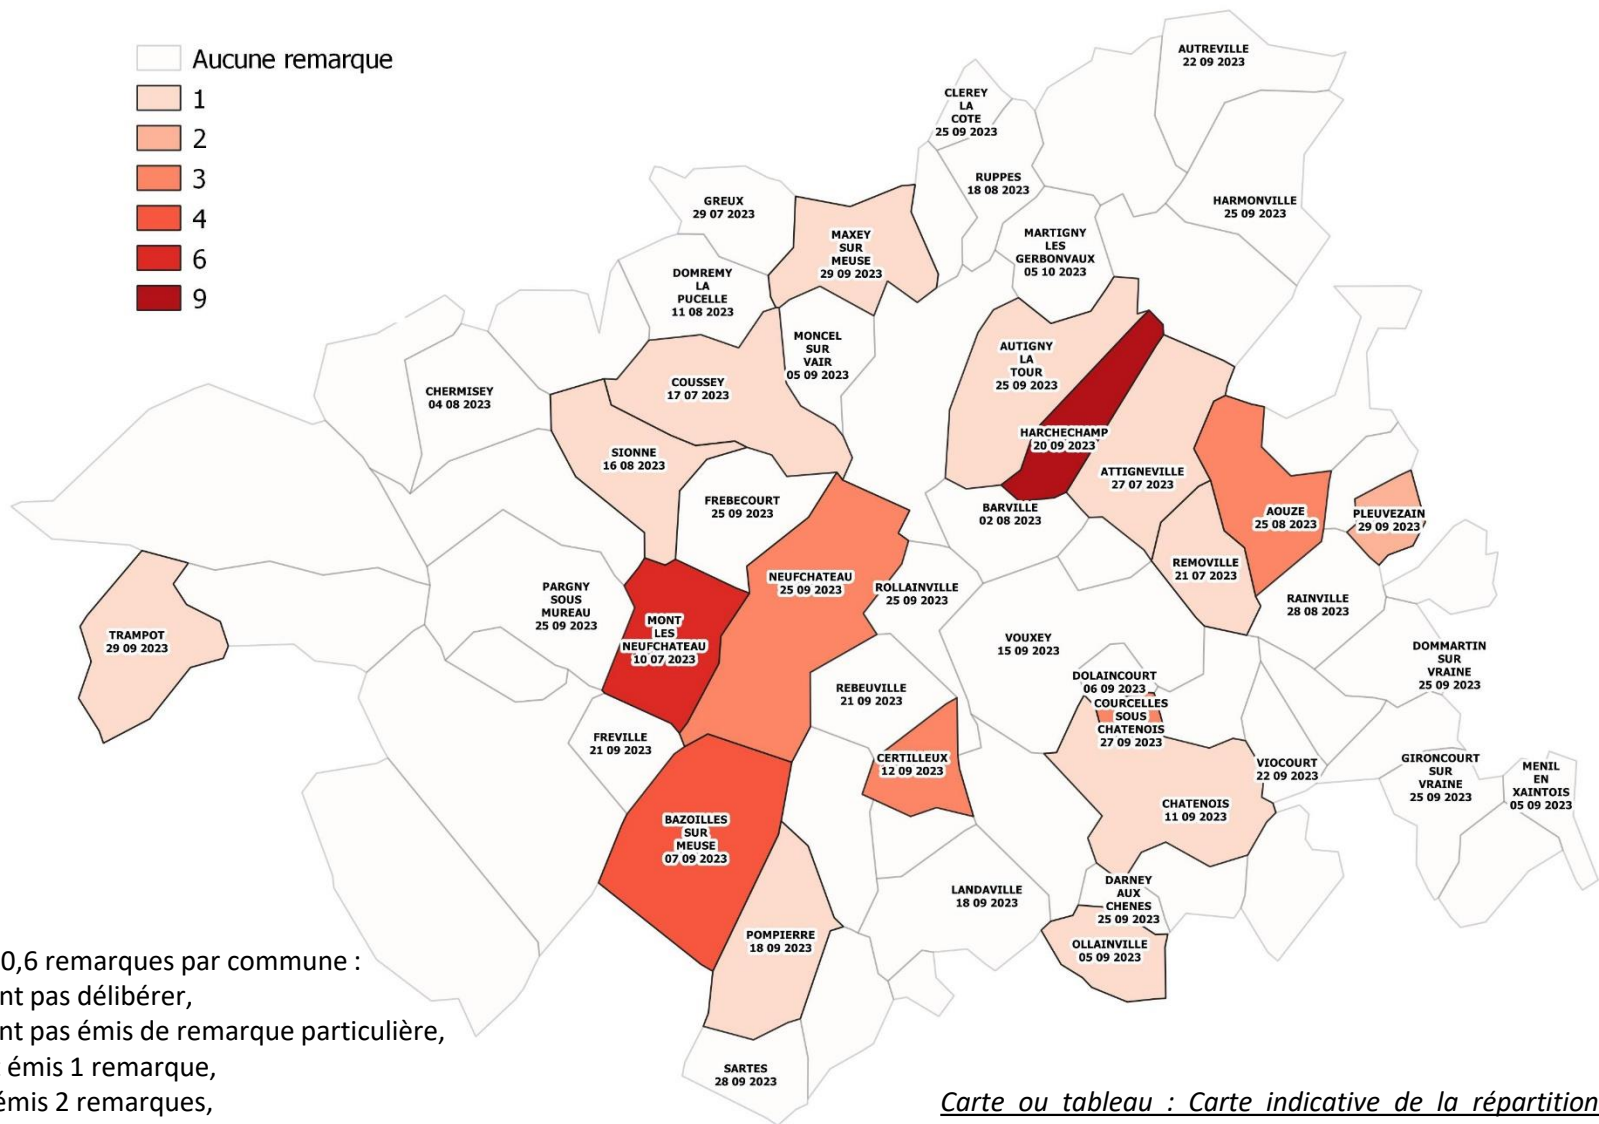 Aucune remarque
1
2
3
4
6
9
AUTREVILLE
22 09 2023
CLEREY
LA
COTE
25 09 2023
RUPPES
18 08 2023
HARMONVILLE
25 09 2023
GREUX
29 07 2023
MAXEY
SUR
MEUSE
29 09 2023
MARTIGNY
LES
GERBONVAUX
05 10 2023
DOMREMY
LA
PUCELLE
11 08 2023
MONCEL
SUR
VAIR
05 09 2023
AUTIGNY
LA
TOUR
25 09 2023
CHERMISEY
04 08 2023
COUSSEY
17 07 2023
HARCHECHAMP
20 09 2023
SIONNE
16 08 2023
ATTIGNEVILLE
27 07 2023
FREBECOURT
25 09 2023
BARVILLE
02 08 2023
AOUZE
25 08 2023
PLEUVEZAIN
29 09 2023
NEUFCHATEAU
25 09 2023
ROLLAINVILLE
25 09 2023
REMOVILLE
21 07 2023
RAINVILLE
28 08 2023
PARGNY
SOUS
MUREAU
25 09 2023
MONT
LES
NEUFCHATEAU
10 07 2023
TRAMPOT
29 09 2023
VOUXEY
15 09 2023
DOMMARTIN
SUR
VRAINE
25 09 2023
DOLAINCOURT
06 09 2023
REBEUVILLE
21 09 2023
COURCELLES
SOUS
CHATENOIS
27 09 2023
FREVILLE
21 09 2023
CERTILLEUX
12 09 2023
VIOCOURT
22 09 2023
GIRONCOURT
SUR
VRAINE
25 09 2023
MENIL
EN
XAINTOIS
05 09 2023
CHATENOIS
11 09 2023
BAZOILLES
SUR
MEUSE
07 09 2023
LANDAVILLE
18 09 2023
DARNEY
AUX
CHENES
25 09 2023
POMPIERRE
18 09 2023
OLLAINVILLE
05 09 2023
SARTES
28 09 2023
0,6 remarques par commune :
nt pas délibérer,
nt pas émis de remarque particulière,
émis 1 remarque,
émis 2 remarques,
Carte ou tableau : Carte indicative de la répartition